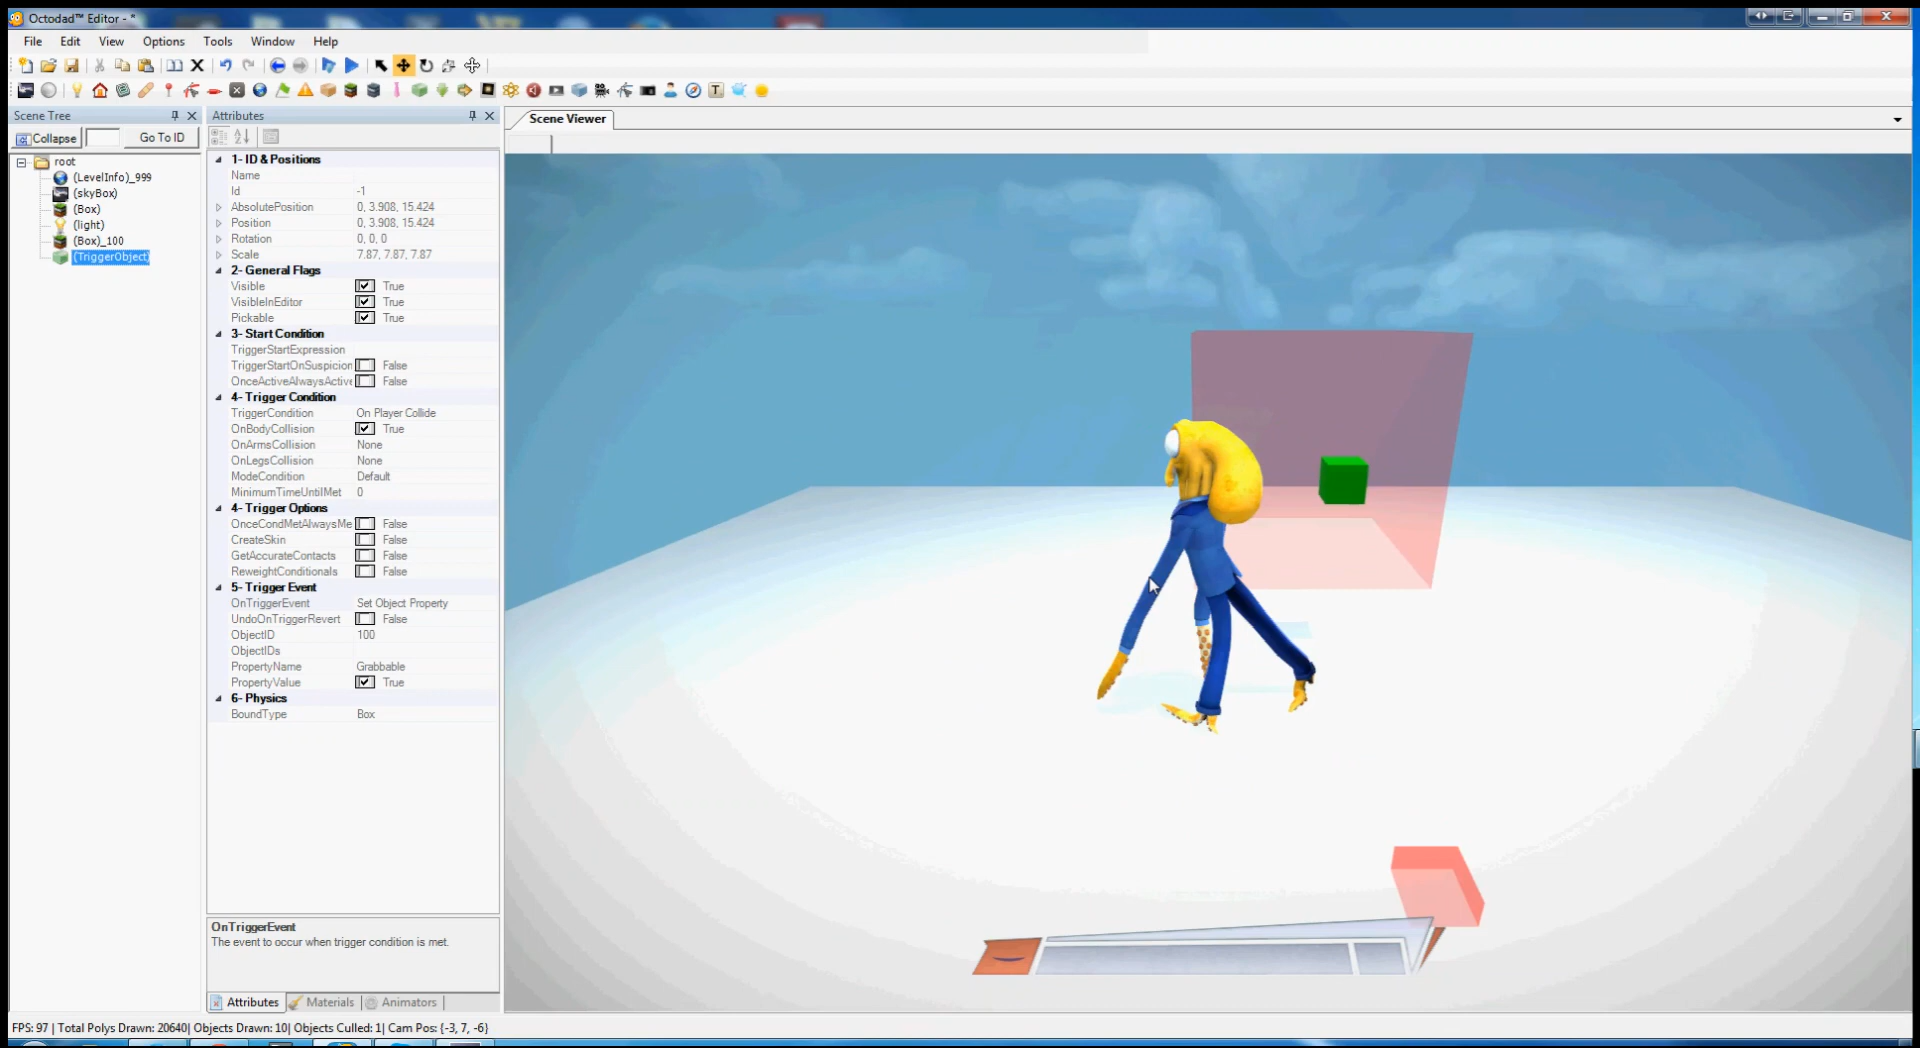 Octodad™ Editor - *
File Edit View Options Tools Window Help
Scene Tree
Collapse Go To ID
root
(LevelInfo)_999
(skyBox)
(Box)
(light)
(Box)_100
(TriggerObject)
Attributes
1- ID & Positions
Name
Id -1
AbsolutePosition 0, 3.908, 15.424
Position 0, 3.908, 15.424
Rotation 0, 0, 0
Scale 7.87, 7.87, 7.87
2- General Flags
Visible True
VisibleInEditor True
Pickable True
3- Start Condition
TriggerStartExpression
TriggerStartOnSuspicion False
OnceActiveAlwaysActive False
4- Trigger Condition
TriggerCondition On Player Collide
OnBodyCollision True
OnArmsCollision None
OnLegsCollision None
ModeCondition Default
MinimumTimeUntilMet 0
4- Trigger Options
OnceCondMetAlwaysMe False
CreateSkin False
GetAccurateContacts False
ReweightConditionals False
5- Trigger Event
OnTriggerEvent Set Object Property
UndoOnTriggerRevert False
ObjectID 100
ObjectIDs
PropertyName Grabbable
PropertyValue True
6- Physics
BoundType Box
OnTriggerEvent
The event to occur when trigger condition is met.
Attributes Materials Animators
Scene Viewer
FPS: 97 | Total Polys Drawn: 20640| Objects Drawn: 10| Objects Culled: 1| Cam Pos: {-3, 7, -6}